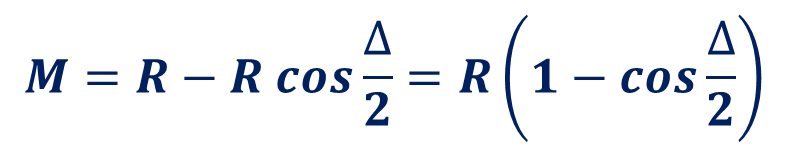 M = R − R cos Δ/2 = R(1 − cos Δ/2)